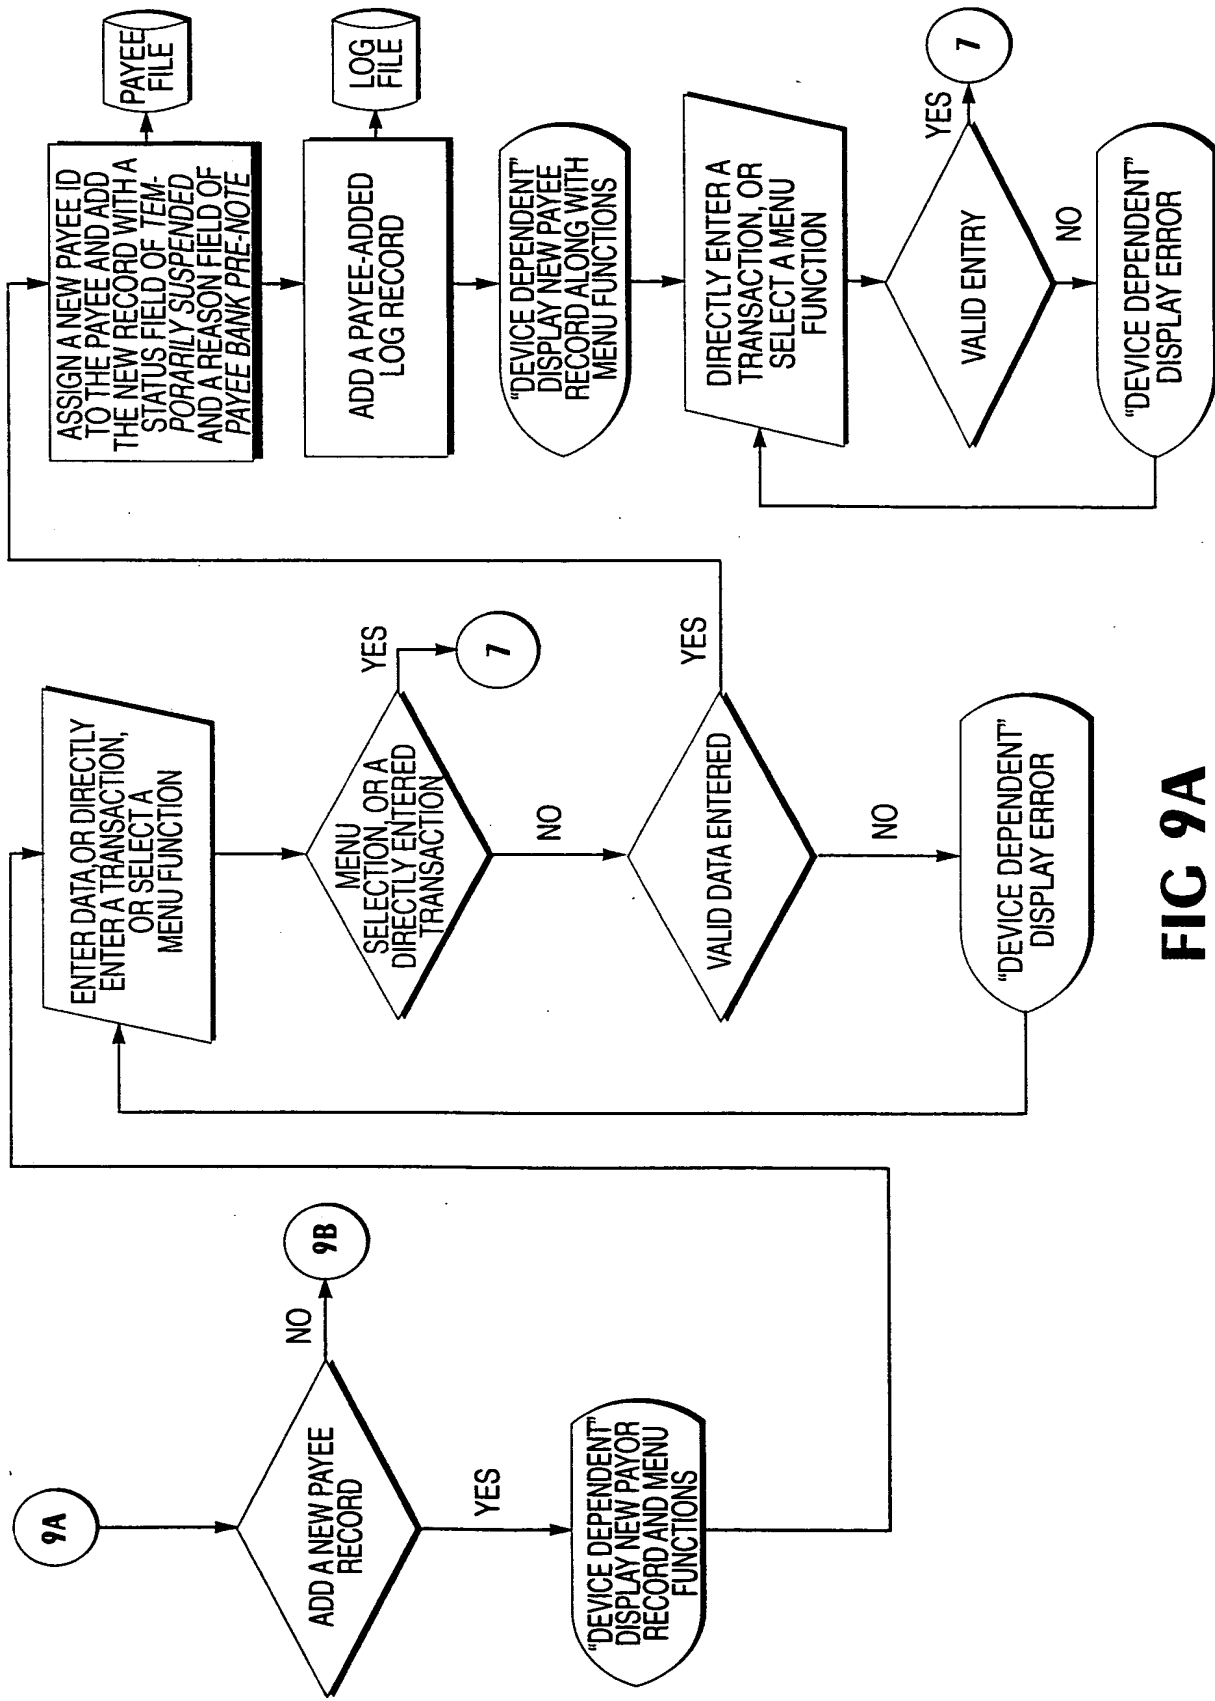 9A
ADD A NEW PAYEE
RECORD
NO
9B
YES
"DEVICE DEPENDENT"
DISPLAY NEW PAYOR
RECORD AND MENU
FUNCTIONS
ENTER DATA, OR DIRECTLY
ENTER A TRANSACTION,
OR SELECT A
MENU FUNCTION
MENU
SELECTION, OR A
DIRECTLY ENTERED
TRANSACTION
YES
7
NO
VALID DATA ENTERED
YES
NO
"DEVICE DEPENDENT"
DISPLAY ERROR
ASSIGN A NEW PAYEE ID
TO THE PAYEE AND ADD
THE NEW RECORD WITH A
STATUS FIELD OF TEM-
PORARILY SUSPENDED
AND A REASON FIELD OF
PAYEE BANK PRE-NOTE
PAYEE
FILE
ADD A PAYEE-ADDED
LOG RECORD
LOG
FILE
"DEVICE DEPENDENT"
DISPLAY NEW PAYEE
RECORD ALONG WITH
MENU FUNCTIONS
DIRECTLY ENTER A
TRANSACTION, OR
SELECT A MENU
FUNCTION
VALID ENTRY
YES
7
NO
"DEVICE DEPENDENT"
DISPLAY ERROR
FIG 9A